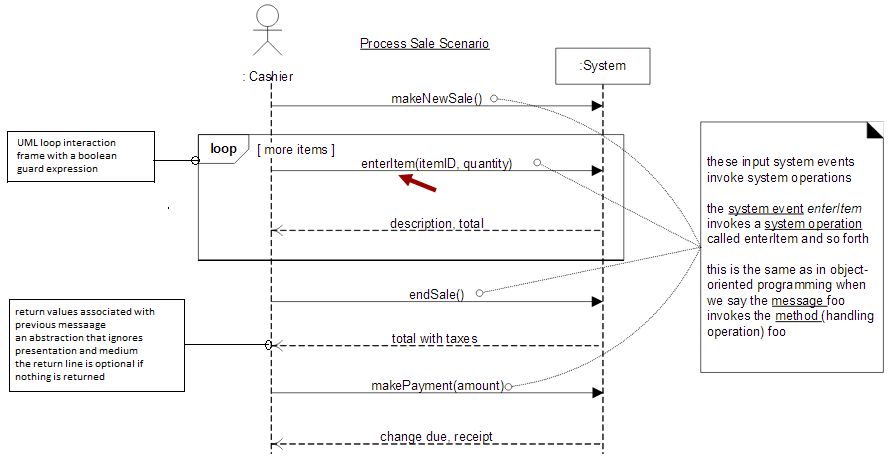 Process Sale Scenario
: Cashier
:System
makeNewSale()
UML loop interaction
frame with a boolean
guard expression
loop
[ more items ]
enterItem(itemID, quantity)
description, total
these input system events
invoke system operations
the system event enterItem
invokes a system operation
called enterItem and so forth
this is the same as in object-
oriented programming when
we say the message foo
invokes the method (handling
operation) foo
endSale()
return values associated with
previous messaage
an abstraction that ignores
presentation and medium
the return line is optional if
nothing is returned
total with taxes
makePayment(amount)
change due, receipt